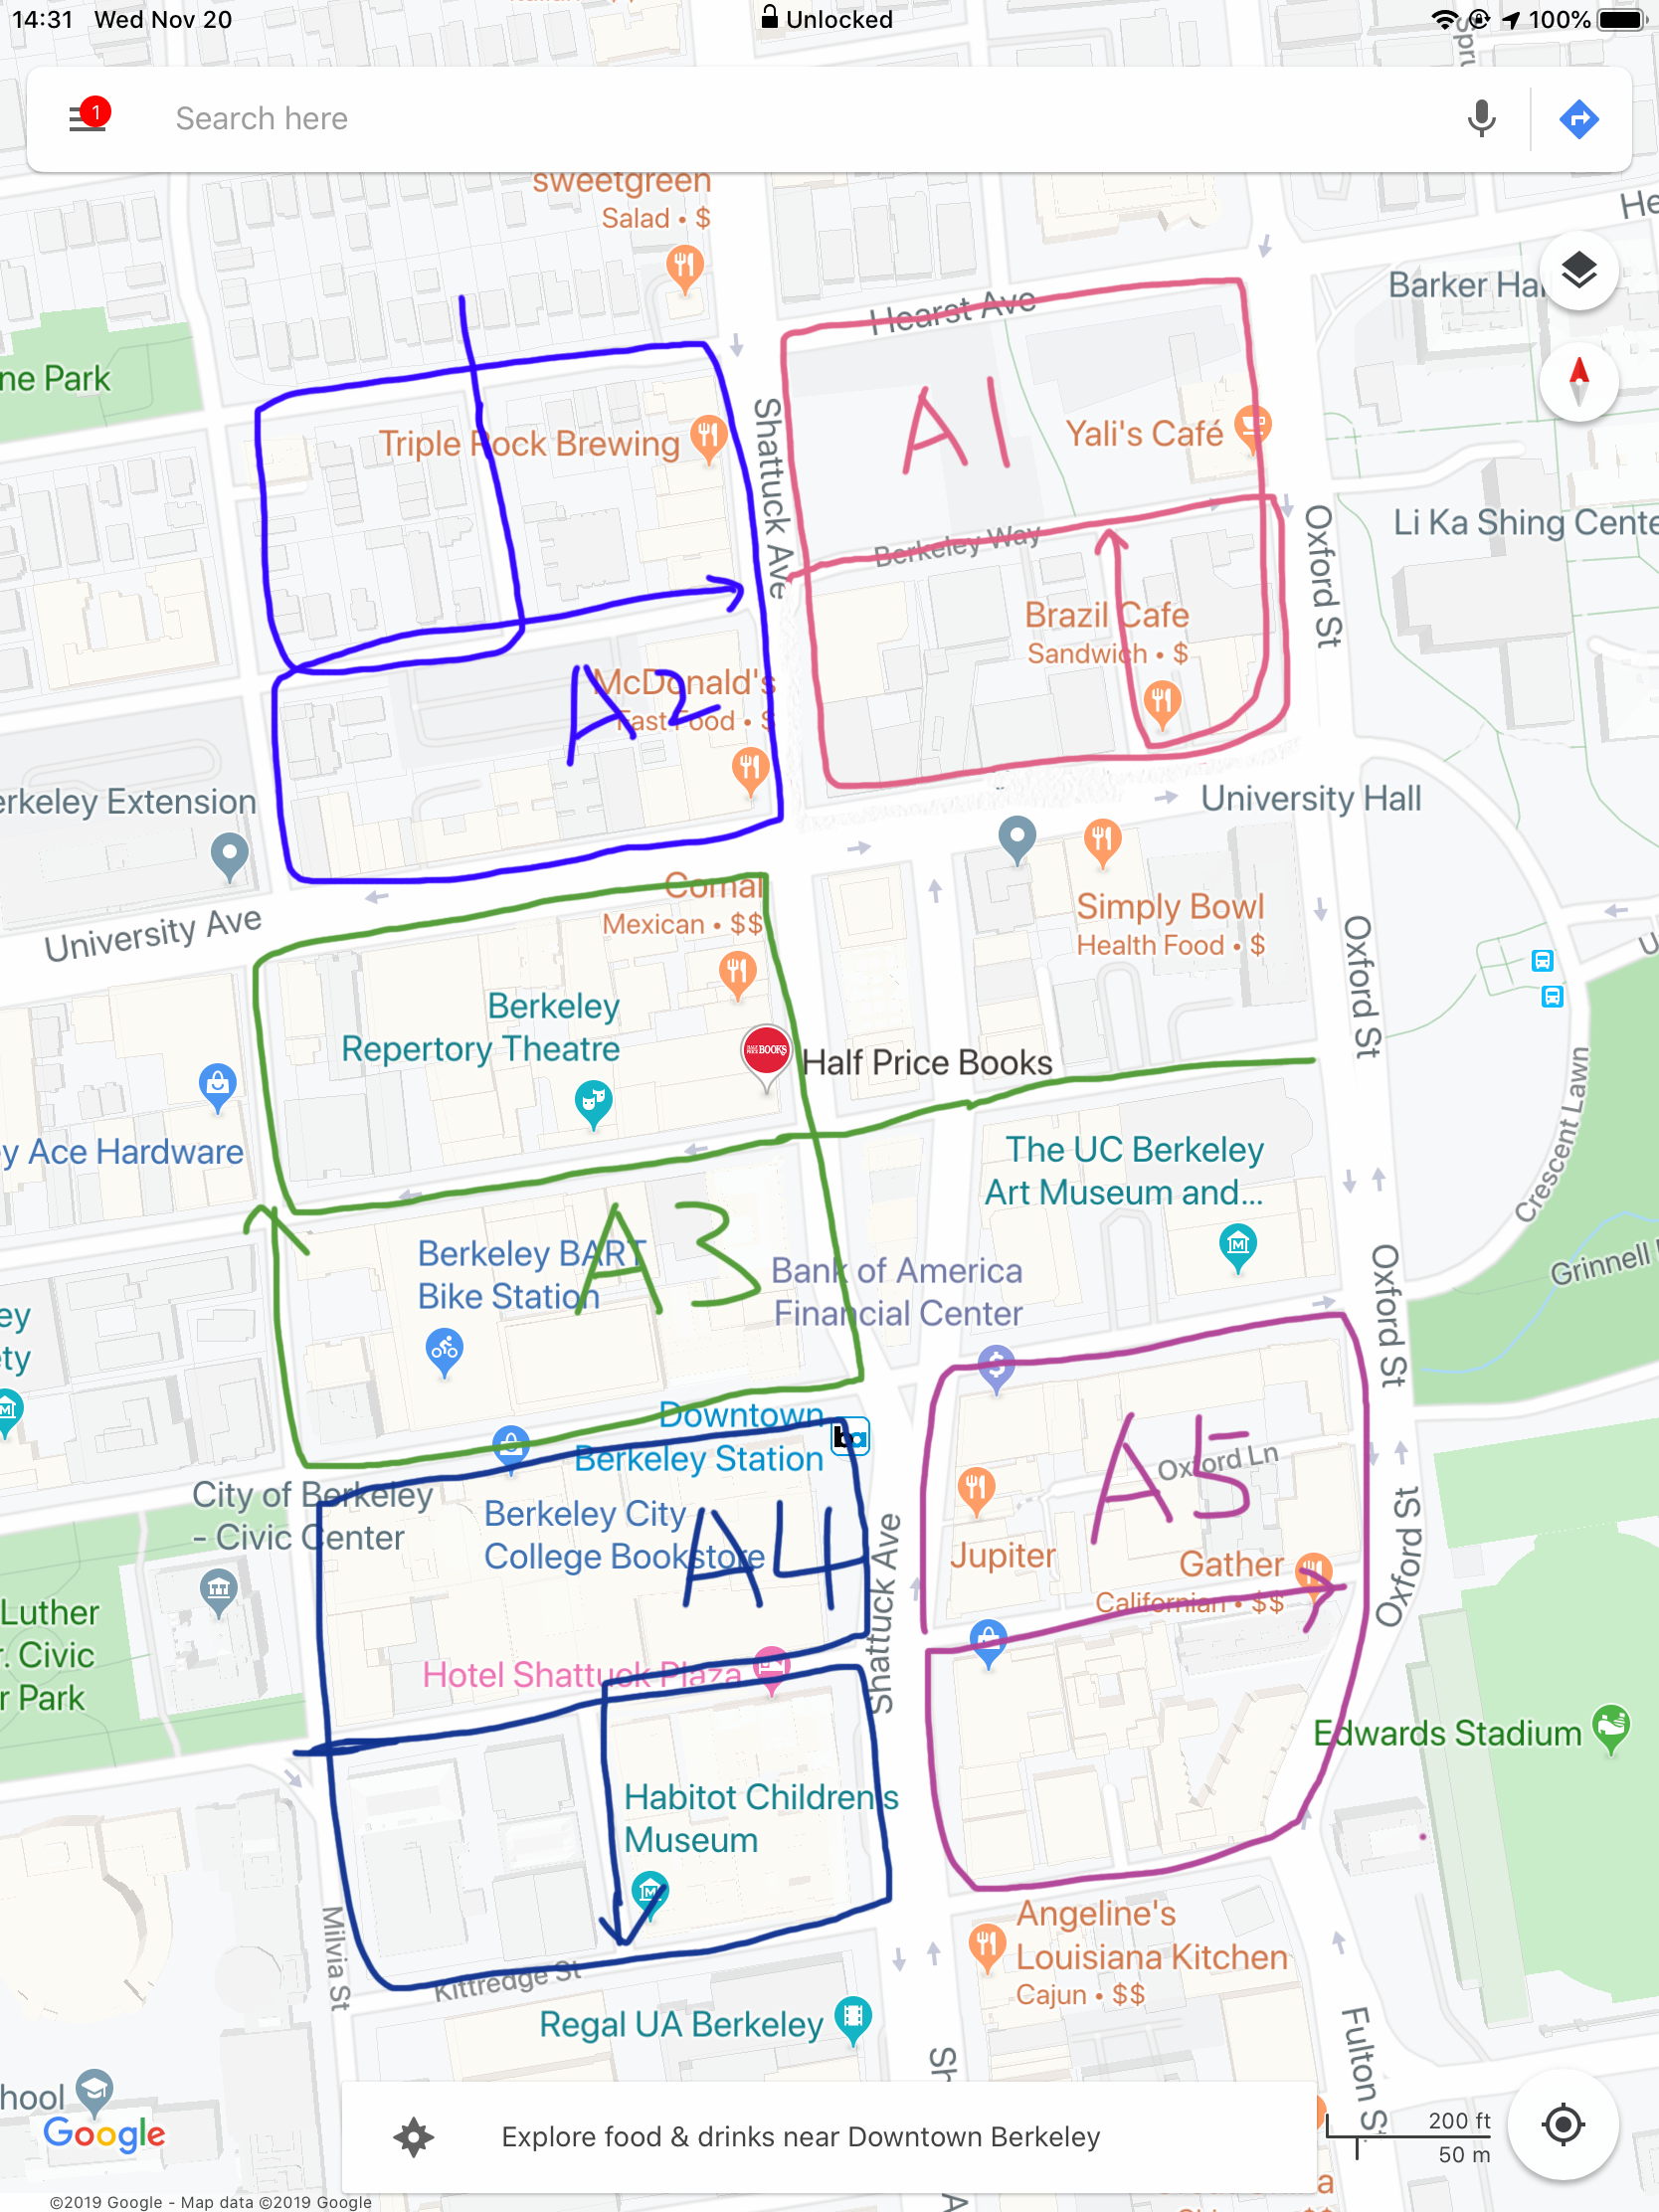 14:31 Wed Nov 20
Unlocked
100%
1
Search here
sweetgreen
Salad • $
Hearst Ave
He
Barker Hal
ne Park
Triple Rock Brewing
Shattuck Ave
A1
Yali's Café
Berkeley Way
Oxford St
Li Ka Shing Cente
Brazil Cafe
Sandwich • $
McDonald's
Fast Food • $
A2
erkeley Extension
University Hall
University Ave
Comal
Mexican • $$
Simply Bowl
Health Food • $
Oxford St
Berkeley
Repertory Theatre
HALF PRICE BOOKS
Half Price Books
y Ace Hardware
The UC Berkeley
Art Museum and...
Crescent Lawn
Grinnell
Berkeley BART
Bike Station
A3
Bank of America
Financial Center
Oxford St
ey
ty
Downtown
Berkeley Station
ba
City of Berkeley
- Civic Center
Berkeley City
College Bookstore
A4
Shattuck Ave
Jupiter
A5
Oxford Ln
Gather
Californian • $$
Oxford St
Luther
r. Civic
r Park
Hotel Shattuck Plaza
Edwards Stadium
Habitot Children's
Museum
Milvia St
Kittredge St
Angeline's
Louisiana Kitchen
Cajun • $$
Regal UA Berkeley
Sh
Fulton S
hool
Google
Explore food & drinks near Downtown Berkeley
200 ft
50 m
a
A
©2019 Google - Map data ©2019 Google